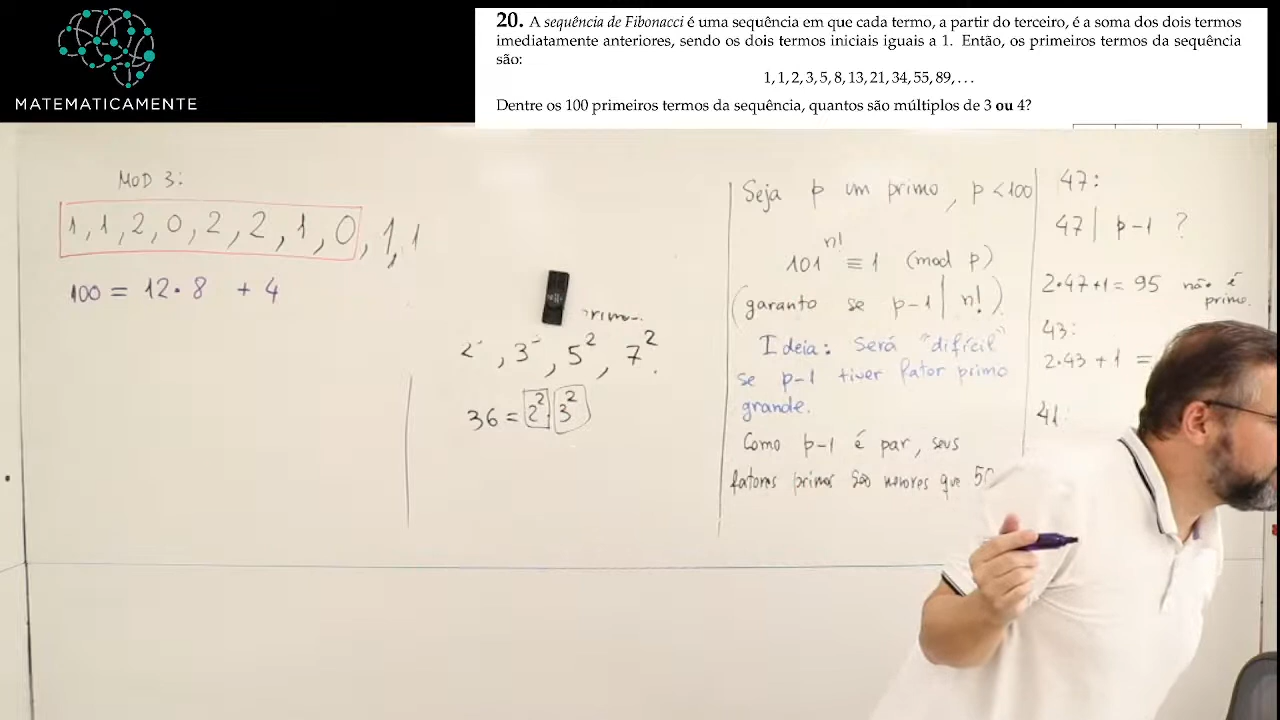 MATEMATICAMENTE
20. A sequência de Fibonacci é uma sequência em que cada termo, a partir do terceiro, é a soma dos dois termos
imediatamente anteriores, sendo os dois termos iniciais iguais a 1. Então, os primeiros termos da sequência
são:
1, 1, 2, 3, 5, 8, 13, 21, 34, 55, 89, . . .
Dentre os 100 primeiros termos da sequência, quantos são múltiplos de 3 ou 4?
MOD 3:
1, 1, 2, 0, 2, 2, 1, 0, 1, 1
100 = 12 · 8 + 4
, 5², 7².
36 = 2² 3²
Seja p um primo, p < 100
101^n! ≡ 1 (mod p)
(garanto se p-1 | n!).
Ideia: Será "difícil"
se p-1 tiver fator primo
grande.
Como p-1 é par, seus
fatores primos são menores que
47:
47 | p-1 ?
2·47+1 = 95 não é
primo.
43:
2·43 + 1 =
41: